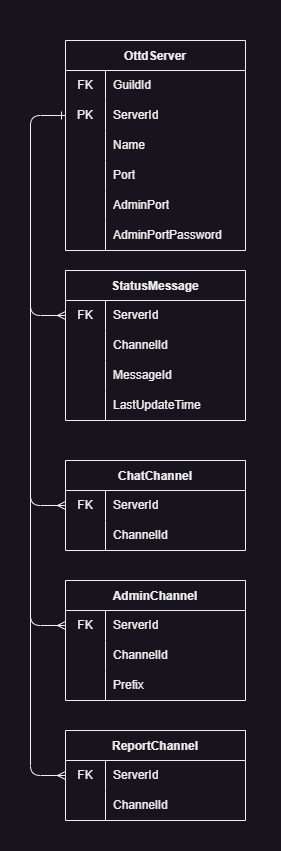 OttdServer
FK GuildId
PK ServerId
Name
Port
AdminPort
AdminPortPassword
StatusMessage
FK ServerId
ChannelId
MessageId
LastUpdateTime
ChatChannel
FK ServerId
ChannelId
AdminChannel
FK ServerId
ChannelId
Prefix
ReportChannel
FK ServerId
ChannelId